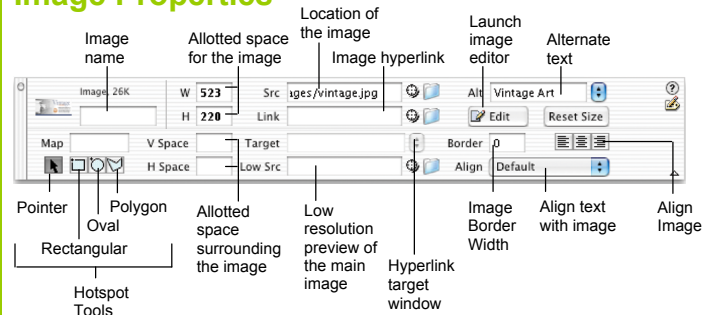 Image Properties
Image name
Allotted space for the image
Location of the image
Image hyperlink
Launch image editor
Alternate text
Image, 26K
W 523
Src ages/vintage.jpg
Alt Vintage Art
H 220
Link
Edit
Reset Size
Map
V Space
Target
Border 0
H Space
Low Src
Align Default
Pointer
Oval
Polygon
Rectangular
Hotspot Tools
Allotted space surrounding the image
Low resolution preview of the main image
Hyperlink target window
Image Border Width
Align text with image
Align Image